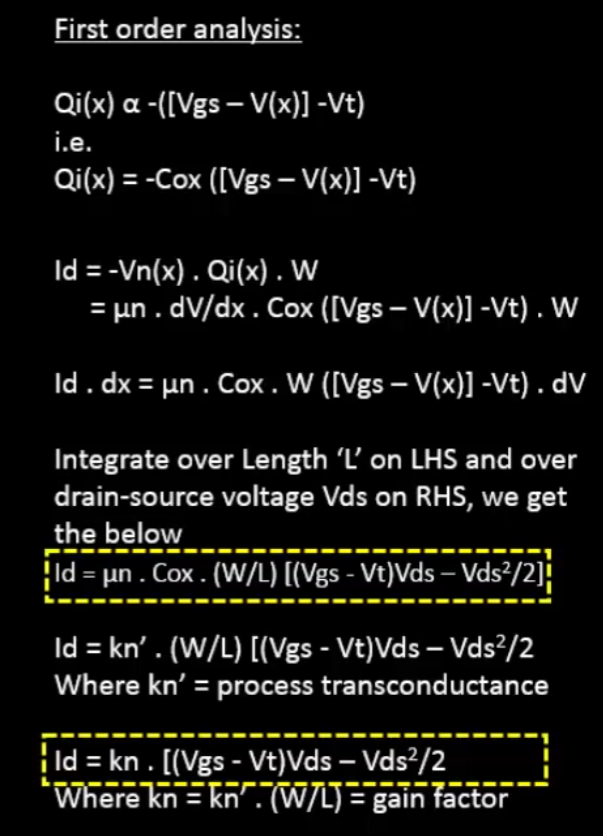 First order analysis:
Qi(x) α -([Vgs – V(x)] -Vt)
i.e.
Qi(x) = -Cox ([Vgs – V(x)] -Vt)
Id = -Vn(x) . Qi(x) . W
= μn . dV/dx . Cox ([Vgs – V(x)] -Vt) . W
Id . dx = μn . Cox . W ([Vgs – V(x)] -Vt) . dV
Integrate over Length ‘L’ on LHS and over
drain-source voltage Vds on RHS, we get
the below
Id = μn . Cox . (W/L) [(Vgs - Vt)Vds – Vds²/2]
Id = kn’ . (W/L) [(Vgs - Vt)Vds – Vds²/2
Where kn’ = process transconductance
Id = kn . [(Vgs - Vt)Vds – Vds²/2
Where kn = kn’ . (W/L) = gain factor